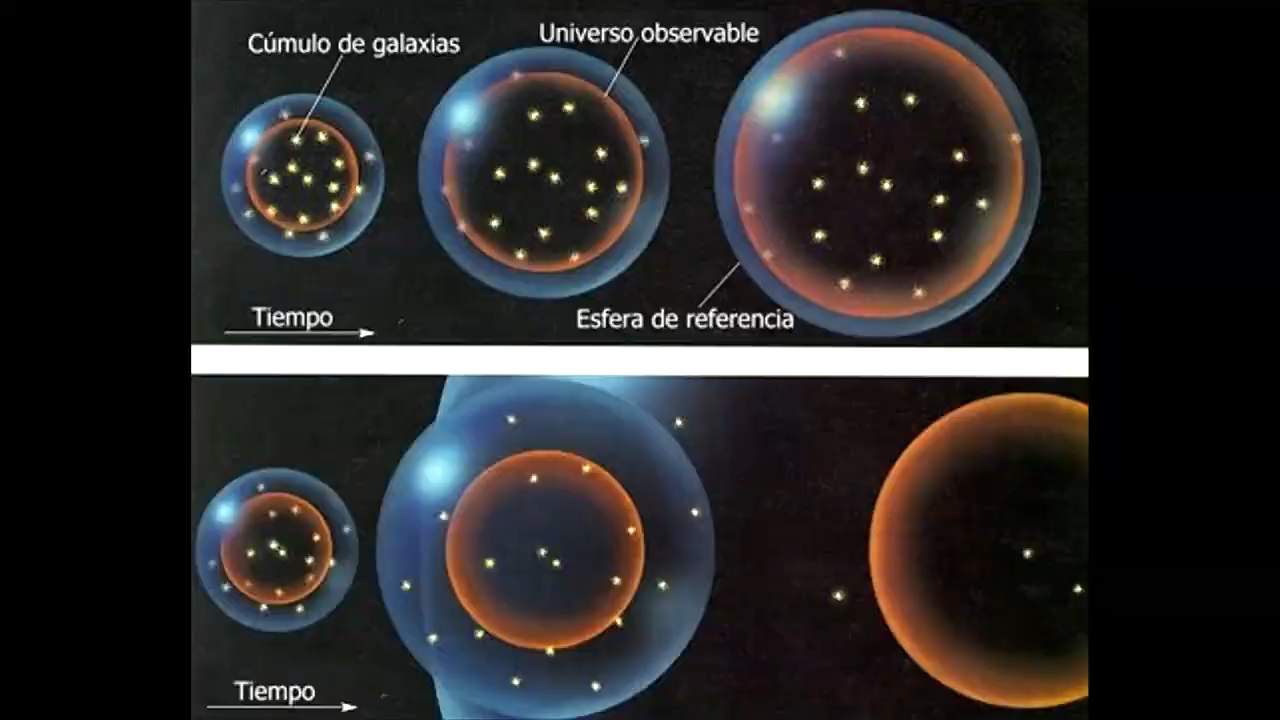 Cúmulo de galaxias
Universo observable
Esfera de referencia
Tiempo
Tiempo